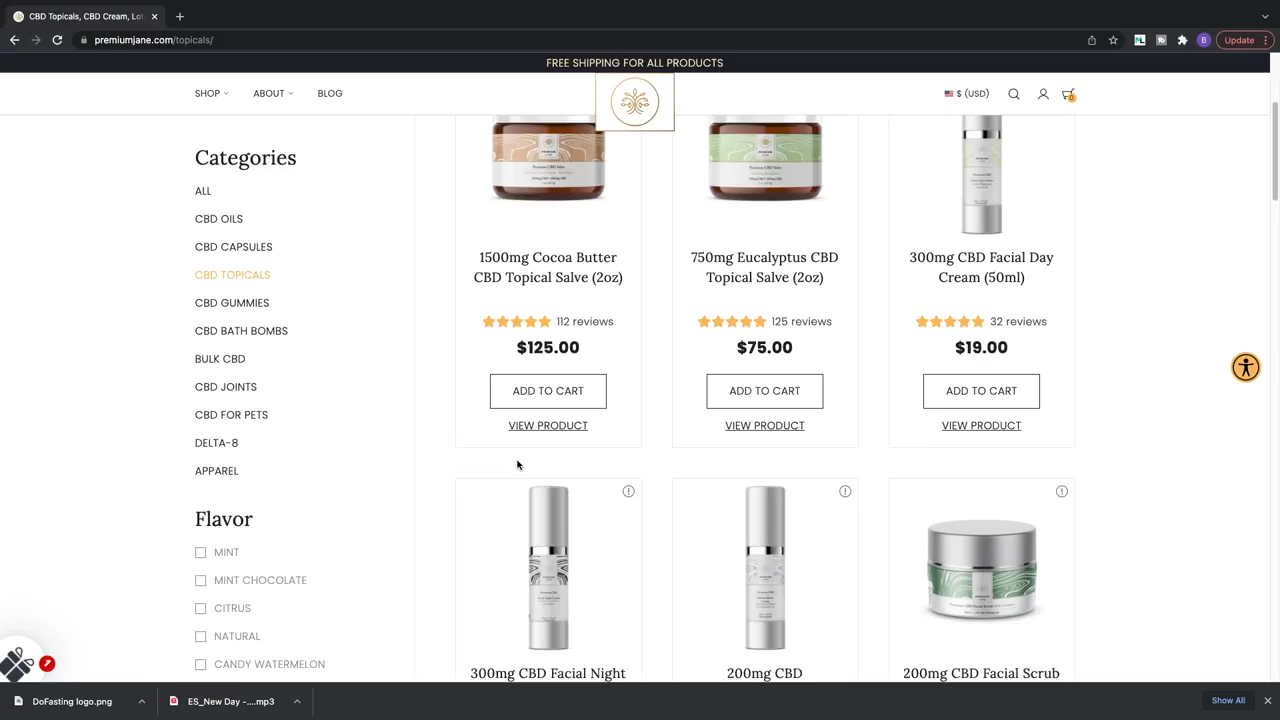 CBD Topicals, CBD Cream, Lot
premiumjane.com/topicals/
B
Update
FREE SHIPPING FOR ALL PRODUCTS
SHOP
ABOUT
BLOG
$ (USD)
0
Categories
ALL
CBD OILS
CBD CAPSULES
CBD TOPICALS
CBD GUMMIES
CBD BATH BOMBS
BULK CBD
CBD JOINTS
CBD FOR PETS
DELTA-8
APPAREL
Flavor
MINT
MINT CHOCOLATE
CITRUS
NATURAL
CANDY WATERMELON
1500mg Cocoa Butter
CBD Topical Salve (2oz)
112 reviews
$125.00
ADD TO CART
VIEW PRODUCT
750mg Eucalyptus CBD
Topical Salve (2oz)
125 reviews
$75.00
ADD TO CART
VIEW PRODUCT
300mg CBD Facial Day
Cream (50ml)
32 reviews
$19.00
ADD TO CART
VIEW PRODUCT
300mg CBD Facial Night
200mg CBD
200mg CBD Facial Scrub
DoFasting logo.png
ES_New Day -....mp3
Show All